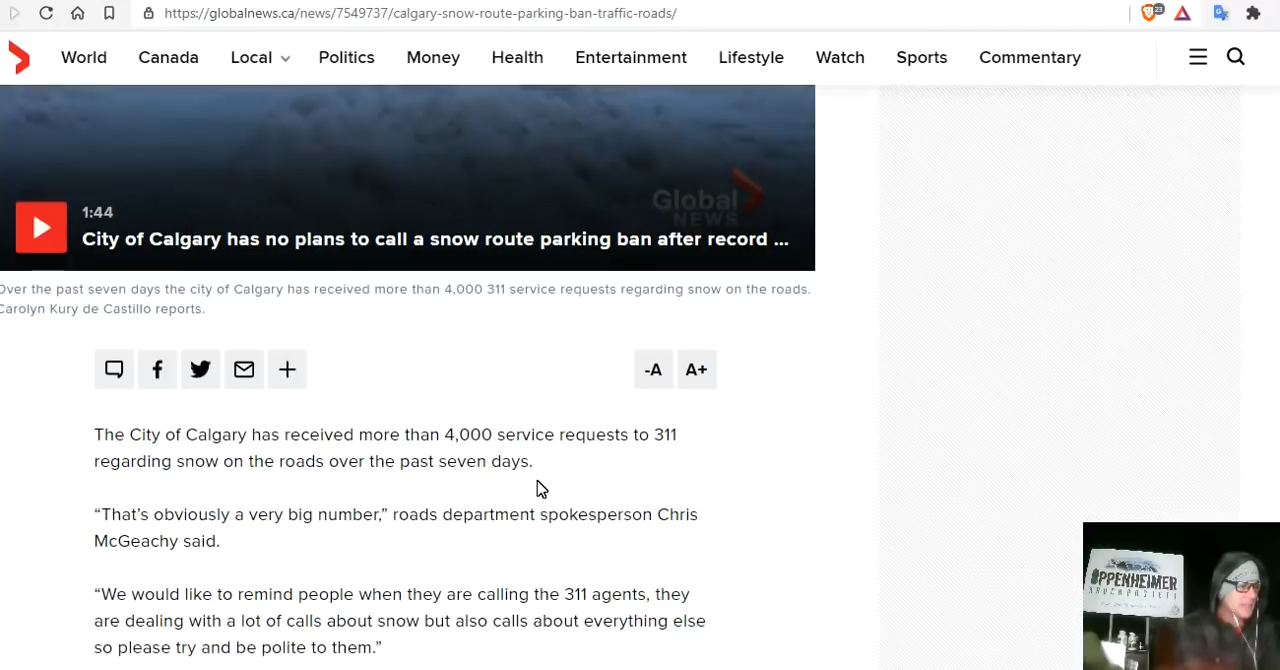 https://globalnews.ca/news/7549737/calgary-snow-route-parking-ban-traffic-roads/
23
World Canada Local Politics Money Health Entertainment Lifestyle Watch Sports Commentary
Global
NEWS
1:44
City of Calgary has no plans to call a snow route parking ban after record ...
Over the past seven days the city of Calgary has received more than 4,000 311 service requests regarding snow on the roads.
Carolyn Kury de Castillo reports.
-A A+
The City of Calgary has received more than 4,000 service requests to 311
regarding snow on the roads over the past seven days.
“That’s obviously a very big number,” roads department spokesperson Chris
McGeachy said.
“We would like to remind people when they are calling the 311 agents, they
are dealing with a lot of calls about snow but also calls about everything else
so please try and be polite to them.”
OPPENHEIMER